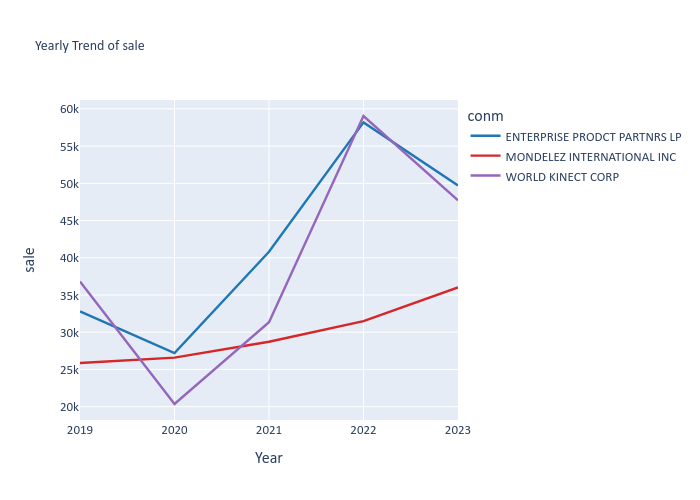 Yearly Trend of sale
conm
ENTERPRISE PRODCT PARTNRS LP
MONDELEZ INTERNATIONAL INC
WORLD KINECT CORP
60k
55k
50k
45k
40k
35k
30k
25k
20k
sale
2019 2020 2021 2022 2023
Year